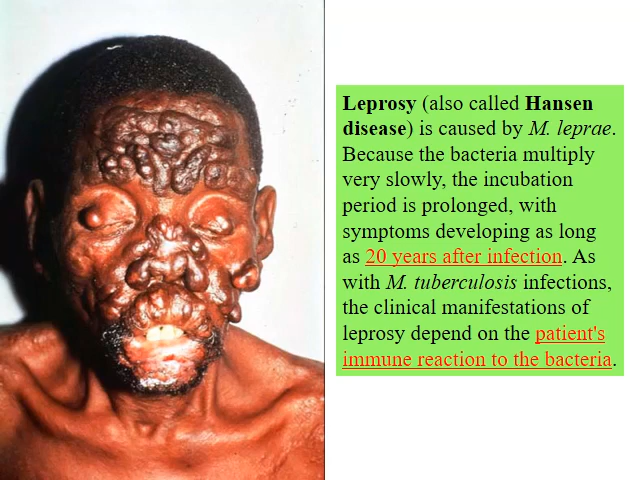 Leprosy (also called Hansen
disease) is caused by M. leprae.
Because the bacteria multiply
very slowly, the incubation
period is prolonged, with
symptoms developing as long
as 20 years after infection. As
with M. tuberculosis infections,
the clinical manifestations of
leprosy depend on the patient's
immune reaction to the bacteria.